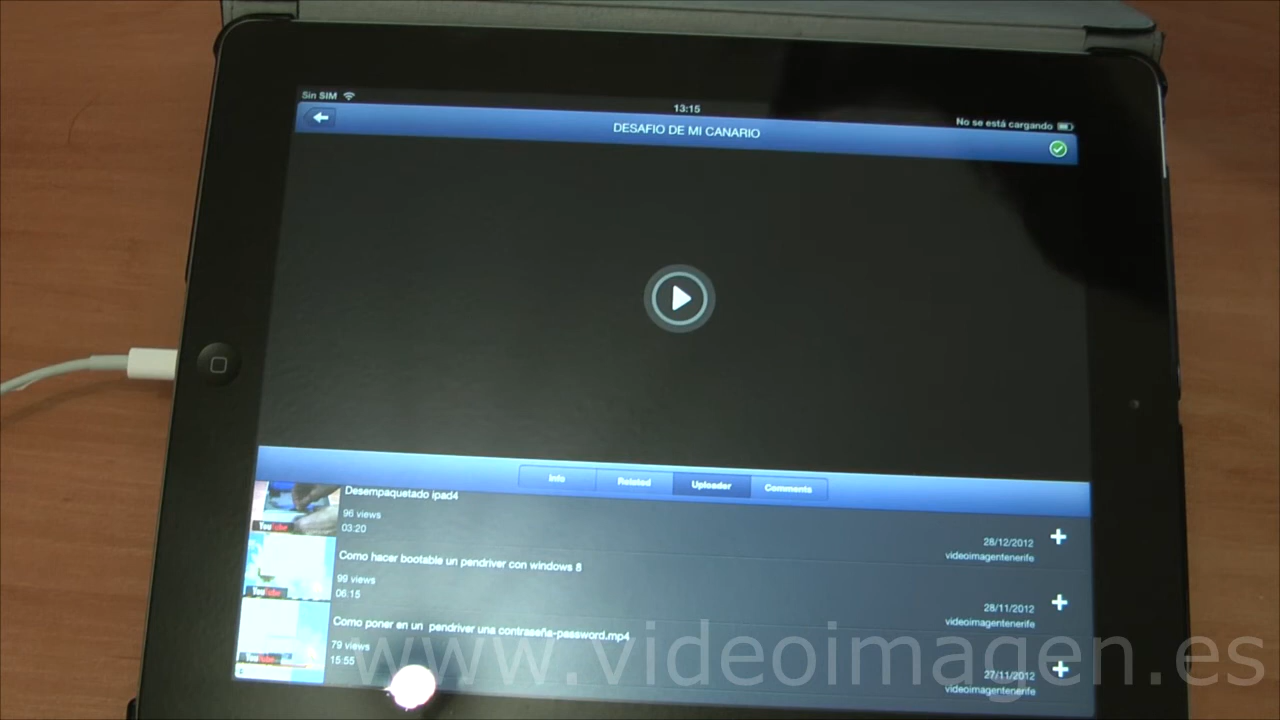 Sin SIM
13:15
No se está cargando
DESAFIO DE MI CANARIO
Info
Related
Uploader
Comments
Desempaquetado ipad4
96 views
03:20
28/12/2012
videoimagentenerife
YouTube
Como hacer bootable un pendriver con windows 8
99 views
06:15
28/11/2012
videoimagentenerife
YouTube
Como poner en un pendriver una contraseña-password.mp4
79 views
15:55
27/11/2012
videoimagentenerife
YouTube
www.videoimagen.es